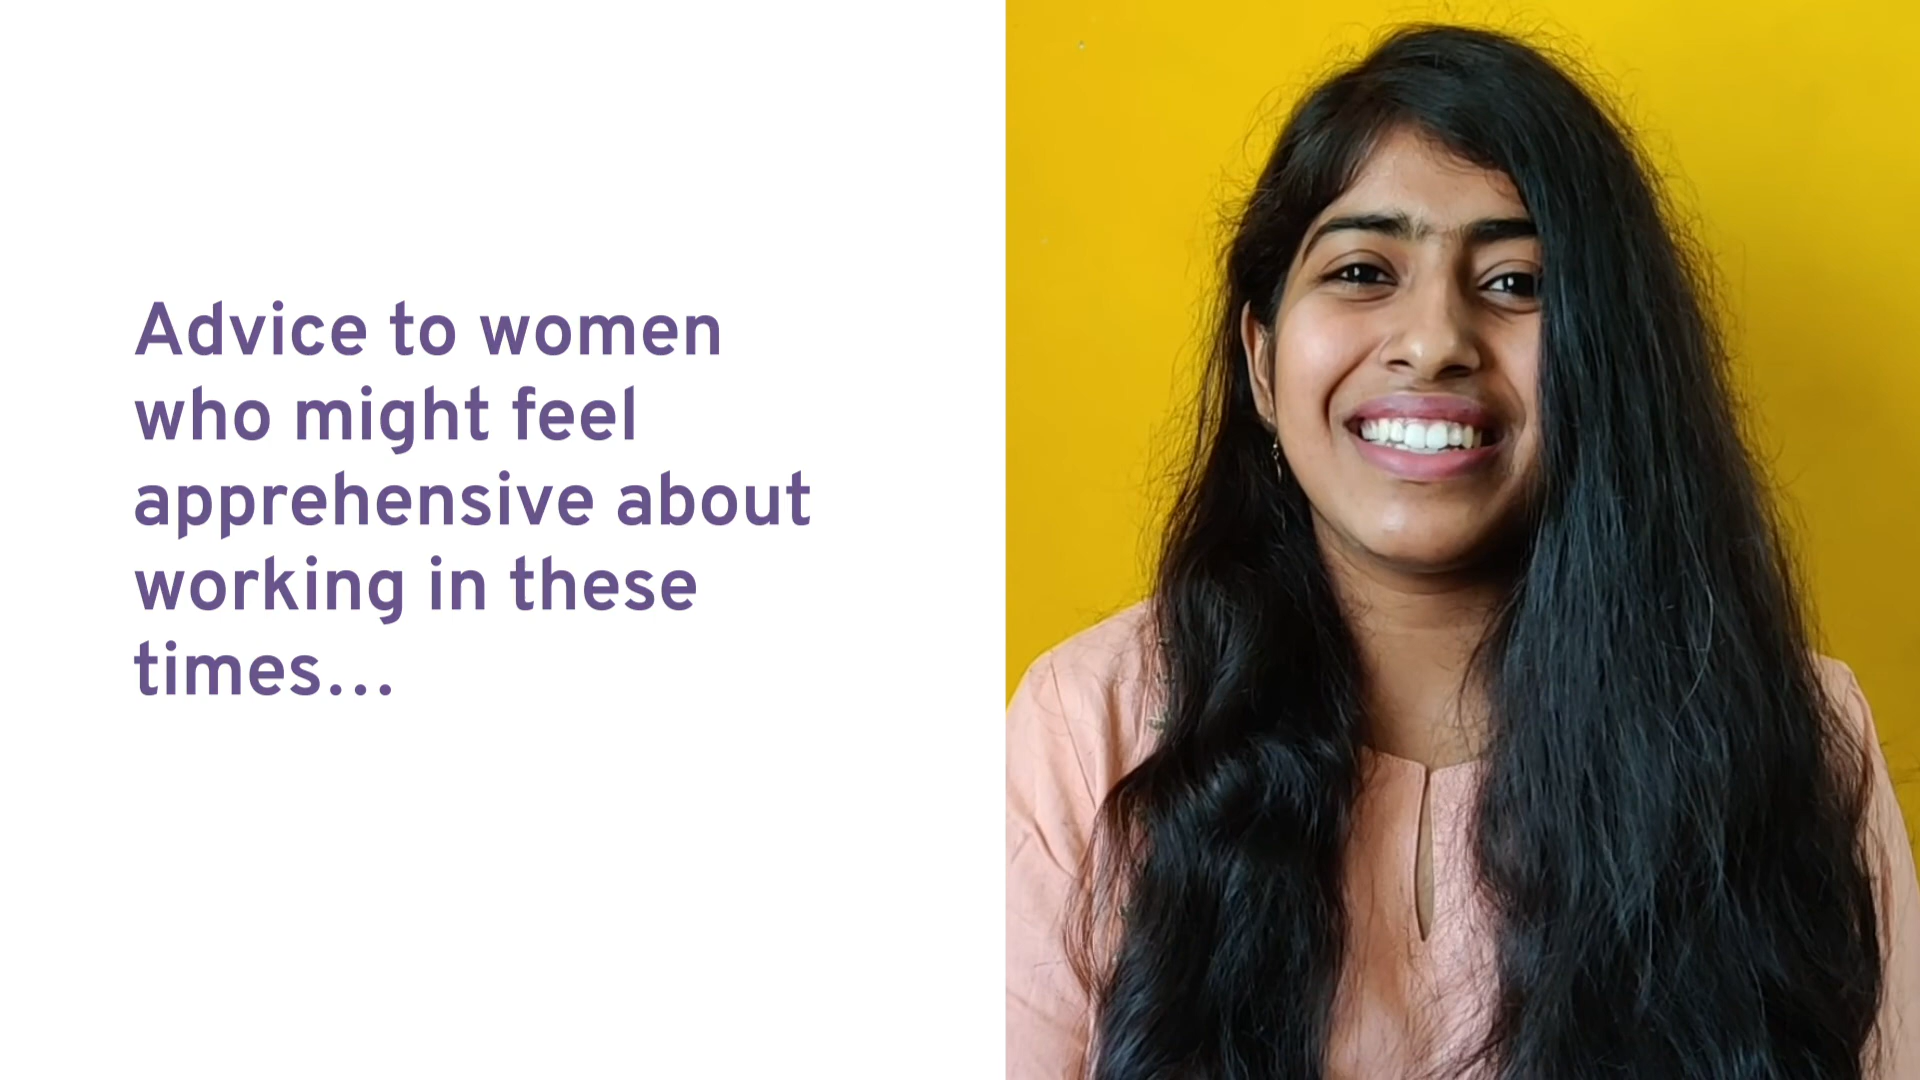 Advice to women
who might feel
apprehensive about
working in these
times...